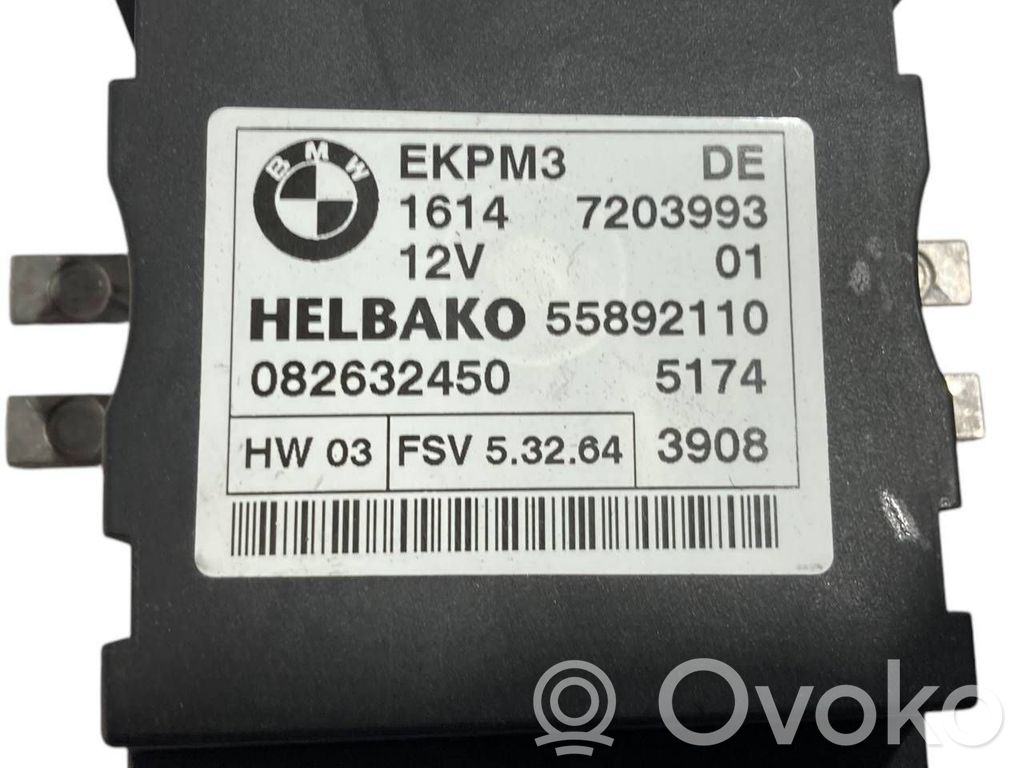 BMW
EKPM3 DE
1614 7203993
12V 01
HELBAKO 55892110
082632450 5174
HW 03 FSV 5.32.64 3908
Ovoko